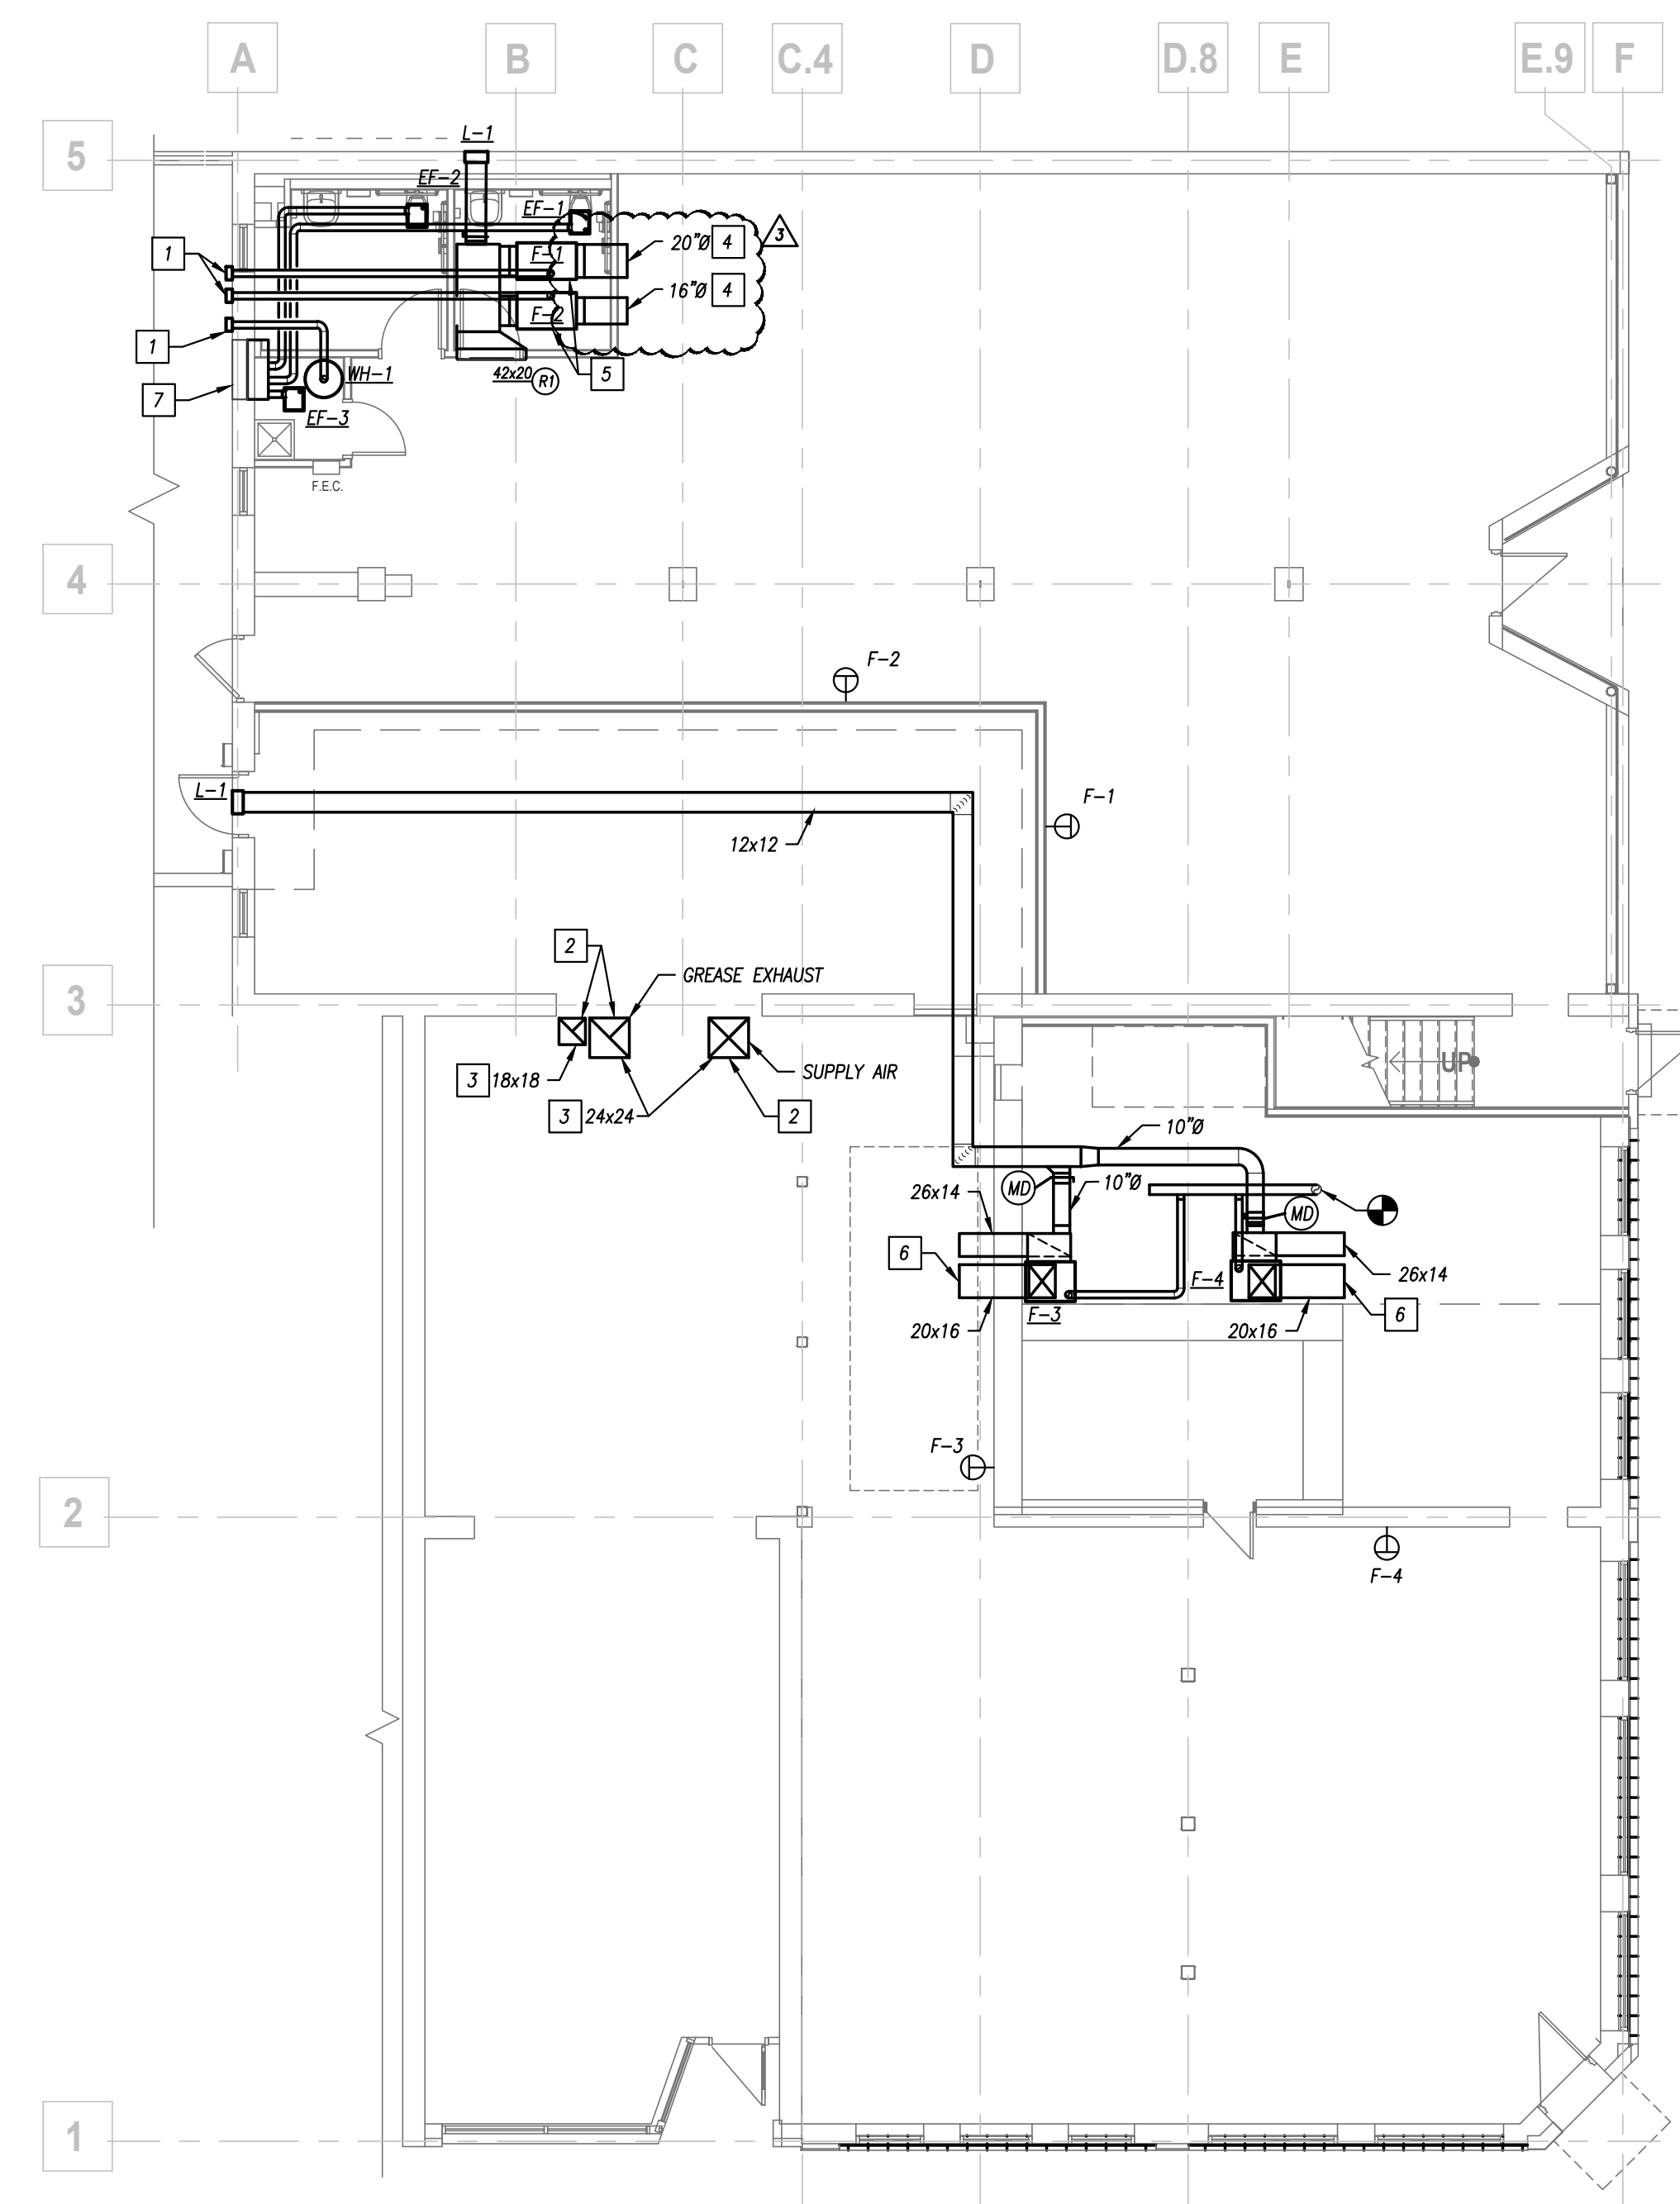 A B C C.4 D D.8 E E.9 F
5
L-1
EF-2
EF-1
3
1
F-1
20"Ø 4
F-2
16"Ø 4
1
WH-1
42x20 R1
5
7
EF-3
F.E.C.
4
F-2
L-1
F-1
12x12
2
GREASE EXHAUST
3
UP
3 18x18
SUPPLY AIR
3 24x24
2
10"Ø
MD
10"Ø
26x14
MD
6
26x14
F-4
F-3
6
20x16
20x16
F-3
2
F-4
1